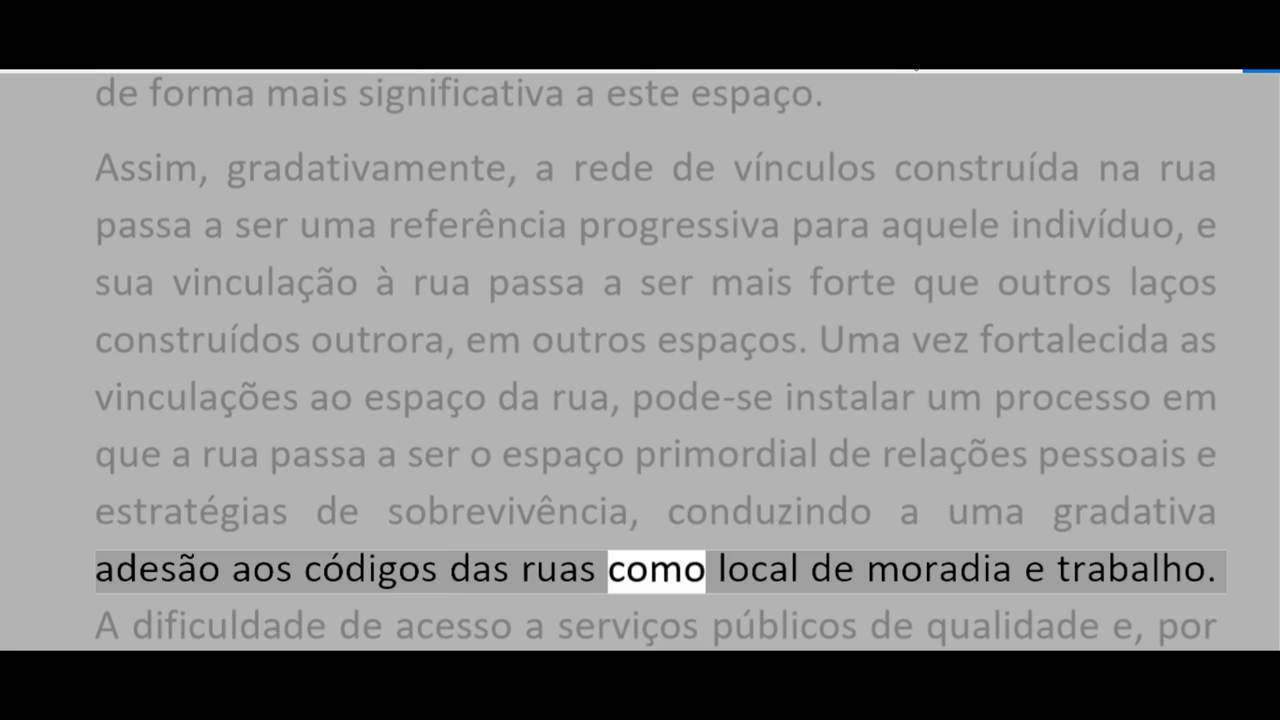 de forma mais significativa a este espaço.
Assim, gradativamente, a rede de vínculos construída na rua
passa a ser uma referência progressiva para aquele indivíduo, e
sua vinculação à rua passa a ser mais forte que outros laços
construídos outrora, em outros espaços. Uma vez fortalecida as
vinculações ao espaço da rua, pode-se instalar um processo em
que a rua passa a ser o espaço primordial de relações pessoais e
estratégias de sobrevivência, conduzindo a uma gradativa
adesão aos códigos das ruas como local de moradia e trabalho.
A dificuldade de acesso a serviços públicos de qualidade e, por